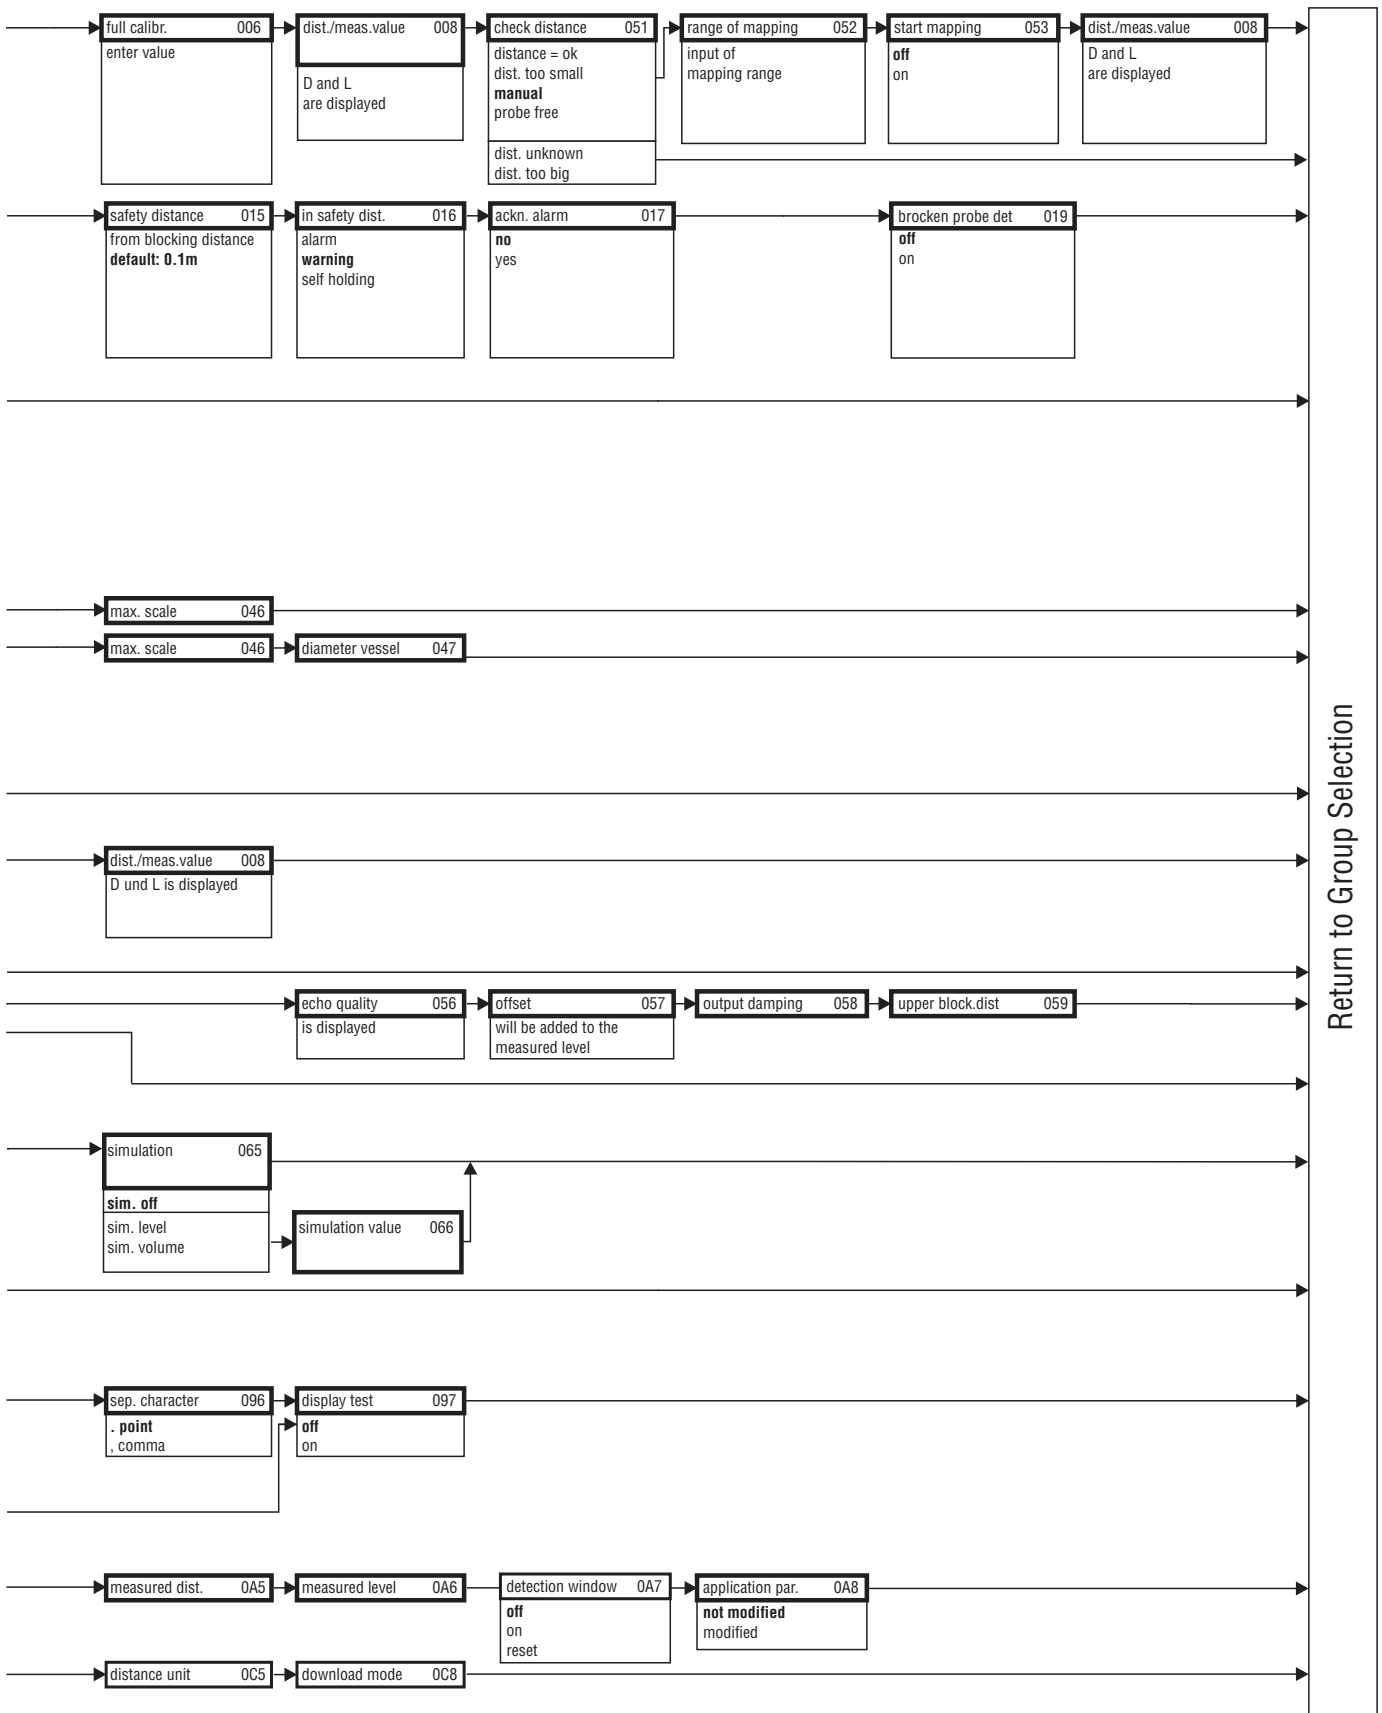 full calibr. 006
enter value
dist./meas.value 008
D and L
are displayed
check distance 051
distance = ok
dist. too small
manual
probe free
dist. unknown
dist. too big
range of mapping 052
input of
mapping range
start mapping 053
off
on
dist./meas.value 008
D and L
are displayed
safety distance 015
from blocking distance
default: 0.1m
in safety dist. 016
alarm
warning
self holding
ackn. alarm 017
no
yes
brocken probe det 019
off
on
max. scale 046
max. scale 046
diameter vessel 047
dist./meas.value 008
D und L is displayed
echo quality 056
is displayed
offset 057
will be added to the
measured level
output damping 058
upper block.dist 059
simulation 065
sim. off
sim. level
sim. volume
simulation value 066
sep. character 096
. point
, comma
display test 097
off
on
measured dist. 0A5
measured level 0A6
detection window 0A7
off
on
reset
application par. 0A8
not modified
modified
distance unit 0C5
download mode 0C8
Return to Group Selection